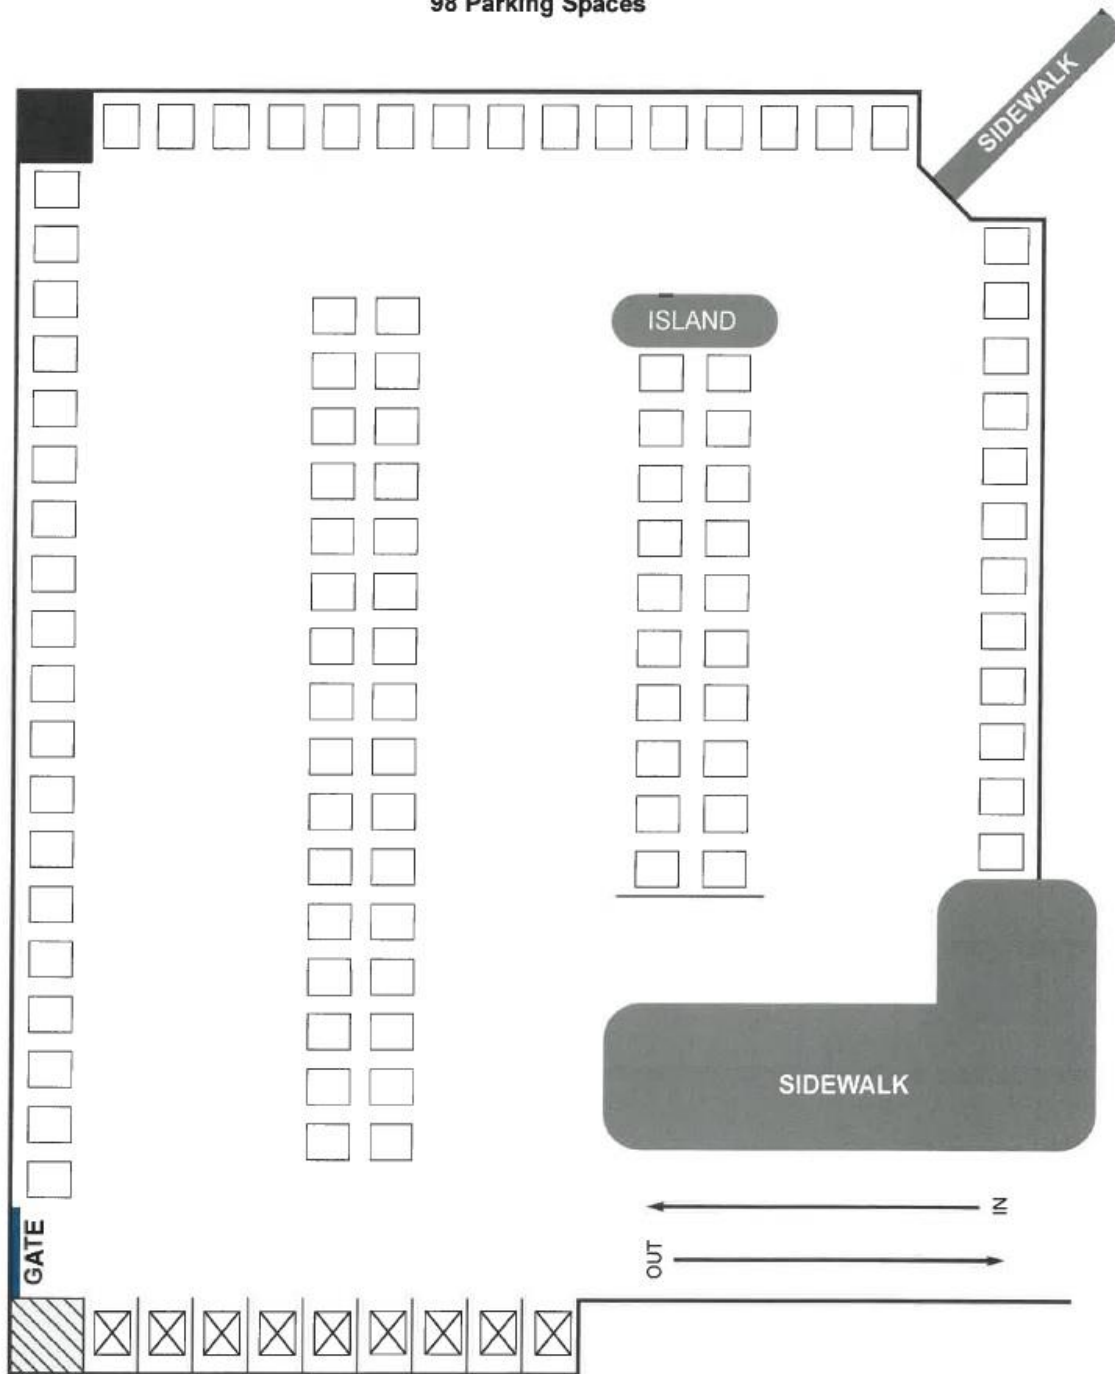 98 Parking Spaces
SIDEWALK
ISLAND
SIDEWALK
IN
OUT
GATE